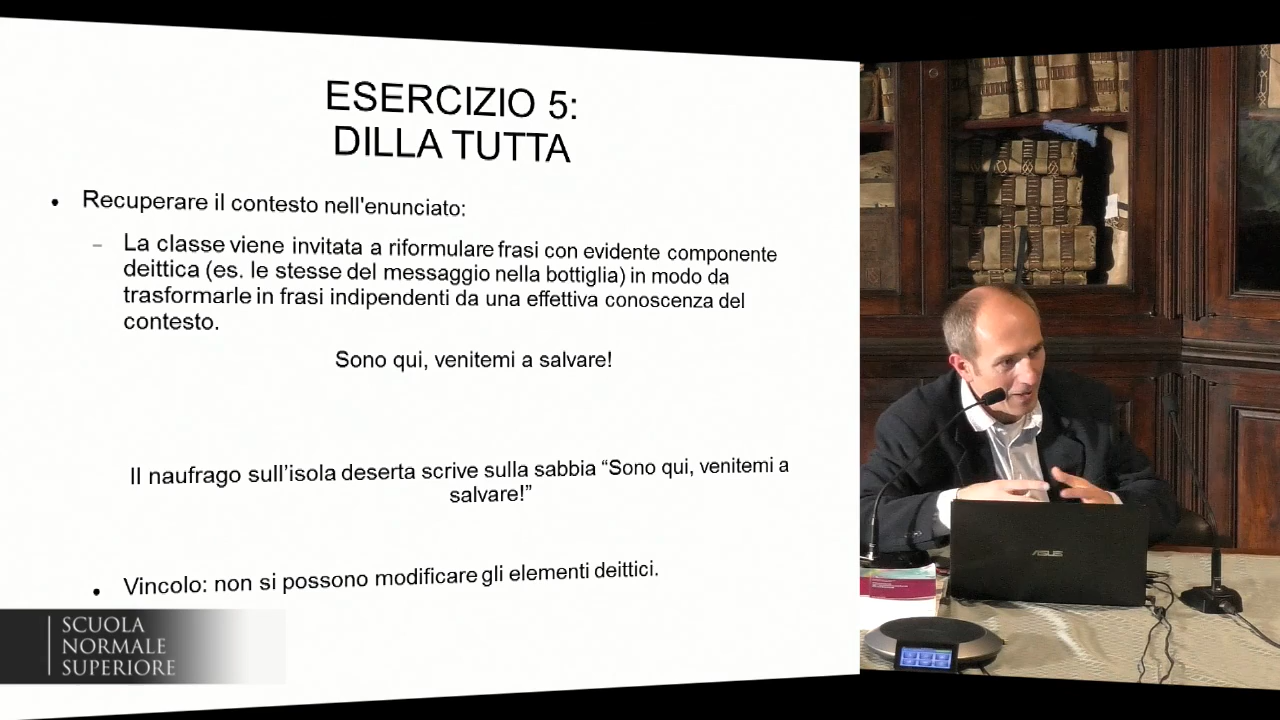 ESERCIZIO 5:
DILLA TUTTA
• Recuperare il contesto nell'enunciato:
– La classe viene invitata a riformulare frasi con evidente componente
deittica (es. le stesse del messaggio nella bottiglia) in modo da
trasformarle in frasi indipendenti da una effettiva conoscenza del
contesto.
Sono qui, venitemi a salvare!
Il naufrago sull'isola deserta scrive sulla sabbia “Sono qui, venitemi a
salvare!”
• Vincolo: non si possono modificare gli elementi deittici.
SCUOLA
NORMALE
SUPERIORE
ASUS